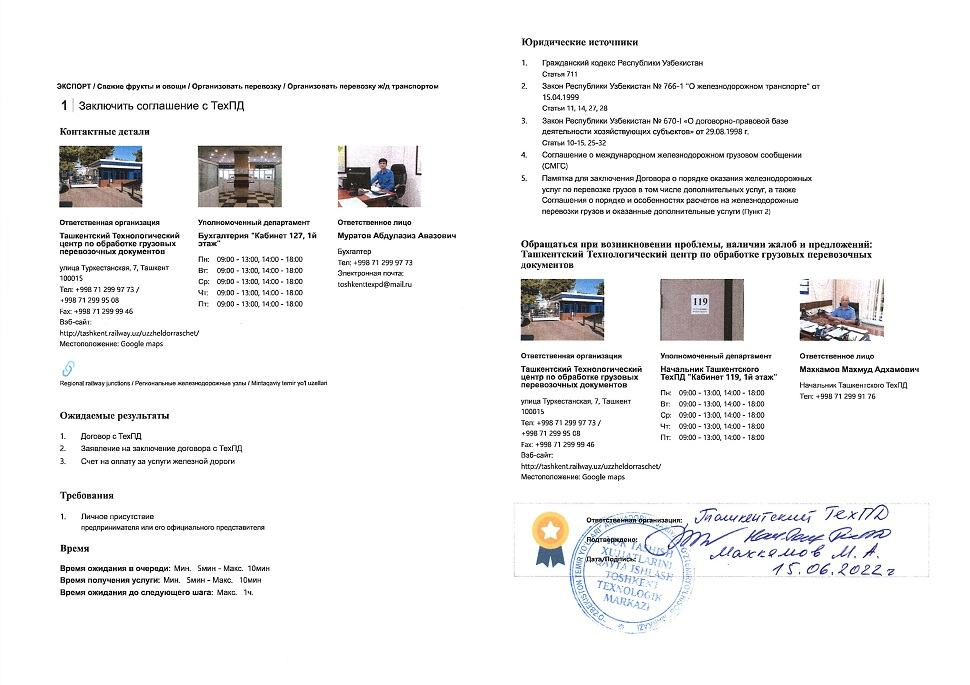 ЭКСПОРТ / Свежие фрукты и овощи / Организовать перевозку / Организовать перевозку ж/д транспортом
1 | Заключить соглашение с ТехПД
Контактные детали
Ответственная организация
Ташкентский Технологический
центр по обработке грузовых
перевозочных документов
улица Туркестанская, 7, Ташкент
100015
Тел: +998 71 299 97 73 /
+998 71 299 95 08
Fax: +998 71 299 99 46
Вэб-сайт:
http://tashkent.railway.uz/uzzheldorraschet/
Местоположение: Google maps
Уполномоченный департамент
Бухгалтерия "Кабинет 127, 1й
этаж"
Пн: 09:00 - 13:00, 14:00 - 18:00
Вт: 09:00 - 13:00, 14:00 - 18:00
Ср: 09:00 - 13:00, 14:00 - 18:00
Чт: 09:00 - 13:00, 14:00 - 18:00
Пт: 09:00 - 13:00, 14:00 - 18:00
Ответственное лицо
Муратов Абдулазиз Авазович
Бухгалтер
Тел: +998 71 299 97 73
Электронная почта:
toshkenttexpd@mail.ru
Regional railway junctions / Региональные железнодорожные узлы / Mintaqaviy temir yo'l uzellari
Ожидаемые результаты
1. Договор с ТехПД
2. Заявление на заключение договора с ТехПД
3. Счет на оплату за услуги железной дороги
Требования
1. Личное присутствие
предпринимателя или его официального представителя
Время
Время ожидания в очереди: Мин. 5мин - Макс. 10мин
Время получения услуги: Мин. 5мин - Макс. 10мин
Время ожидания до следующего шага: Макс. 1ч.
Юридические источники
1. Гражданский кодекс Республики Узбекистан
Статья 711
2. Закон Республики Узбекистан № 766-1 "О железнодорожном транспорте" от
15.04.1999
Статьи 11, 14, 27, 28
3. Закон Республики Узбекистан № 670-I «О договорно-правовой базе
деятельности хозяйствующих субъектов» от 29.08.1998 г.
Статьи 10-15, 25-32
4. Соглашение о международном железнодорожном грузовом сообщении
(СМГС)
5. Памятка для заключения Договора о порядке оказания железнодорожных
услуг по перевозке грузов в том числе дополнительных услуг, а также
Соглашения о порядке и особенностях расчетов на железнодорожные
перевозки грузов и оказанные дополнительные услуги (Пункт 2)
Обращаться при возникновении проблемы, наличии жалоб и предложений:
Ташкентский Технологический центр по обработке грузовых перевозочных
документов
119
Ответственная организация
Ташкентский Технологический
центр по обработке грузовых
перевозочных документов
улица Туркестанская, 7, Ташкент
100015
Тел: +998 71 299 97 73 /
+998 71 299 95 08
Fax: +998 71 299 99 46
Вэб-сайт:
http://tashkent.railway.uz/uzzheldorraschet/
Местоположение: Google maps
Уполномоченный департамент
Начальник Ташкентского
ТехПД "Кабинет 119, 1й этаж"
Пн: 09:00 - 13:00, 14:00 - 18:00
Вт: 09:00 - 13:00, 14:00 - 18:00
Ср: 09:00 - 13:00, 14:00 - 18:00
Чт: 09:00 - 13:00, 14:00 - 18:00
Пт: 09:00 - 13:00, 14:00 - 18:00
Ответственное лицо
Махкамов Махмуд Адхамович
Начальник Ташкентского ТехПД
Тел: +998 71 299 91 76
Ответственная организация: Ташкентский ТехПД
Подтверждено:
Махкамов М. А.
Дата/Подпись: 15.06.2022г
YUK TASHISH
XUJJATLARINI
QAYTA ISHLASH
TOSHKENT
TEXNOLOGIK
MARKAZI